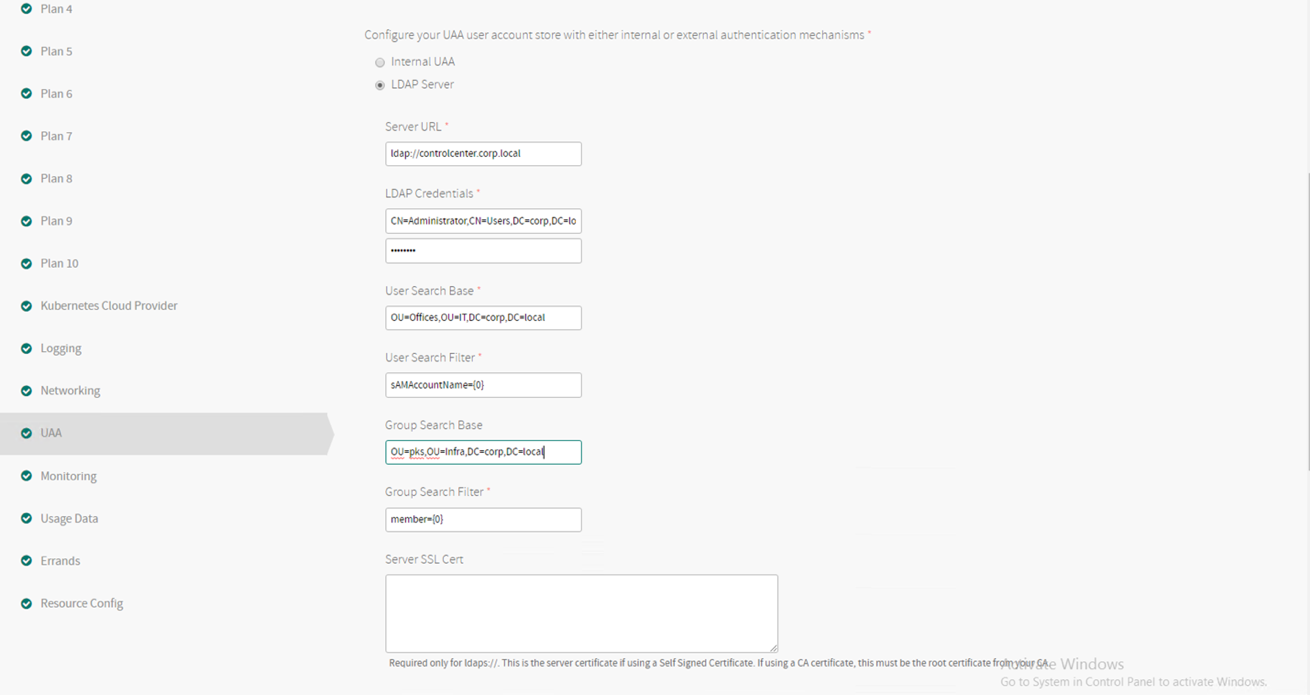 Plan 4
Plan 5
Plan 6
Plan 7
Plan 8
Plan 9
Plan 10
Kubernetes Cloud Provider
Logging
Networking
UAA
Monitoring
Usage Data
Errands
Resource Config
Configure your UAA user account store with either internal or external authentication mechanisms *
Internal UAA
LDAP Server
Server URL *
ldap://controlcenter.corp.local
LDAP Credentials *
CN=Administrator,CN=Users,DC=corp,DC=lo
••••••••
User Search Base *
OU=Offices,OU=IT,DC=corp,DC=local
User Search Filter *
sAMAccountName={0}
Group Search Base
OU=pks,OU=Infra,DC=corp,DC=local
Group Search Filter *
member={0}
Server SSL Cert
Required only for ldaps://. This is the server certificate if using a Self Signed Certificate. If using a CA certificate, this must be the root certificate from your CA.
Activate Windows
Go to System in Control Panel to activate Windows.